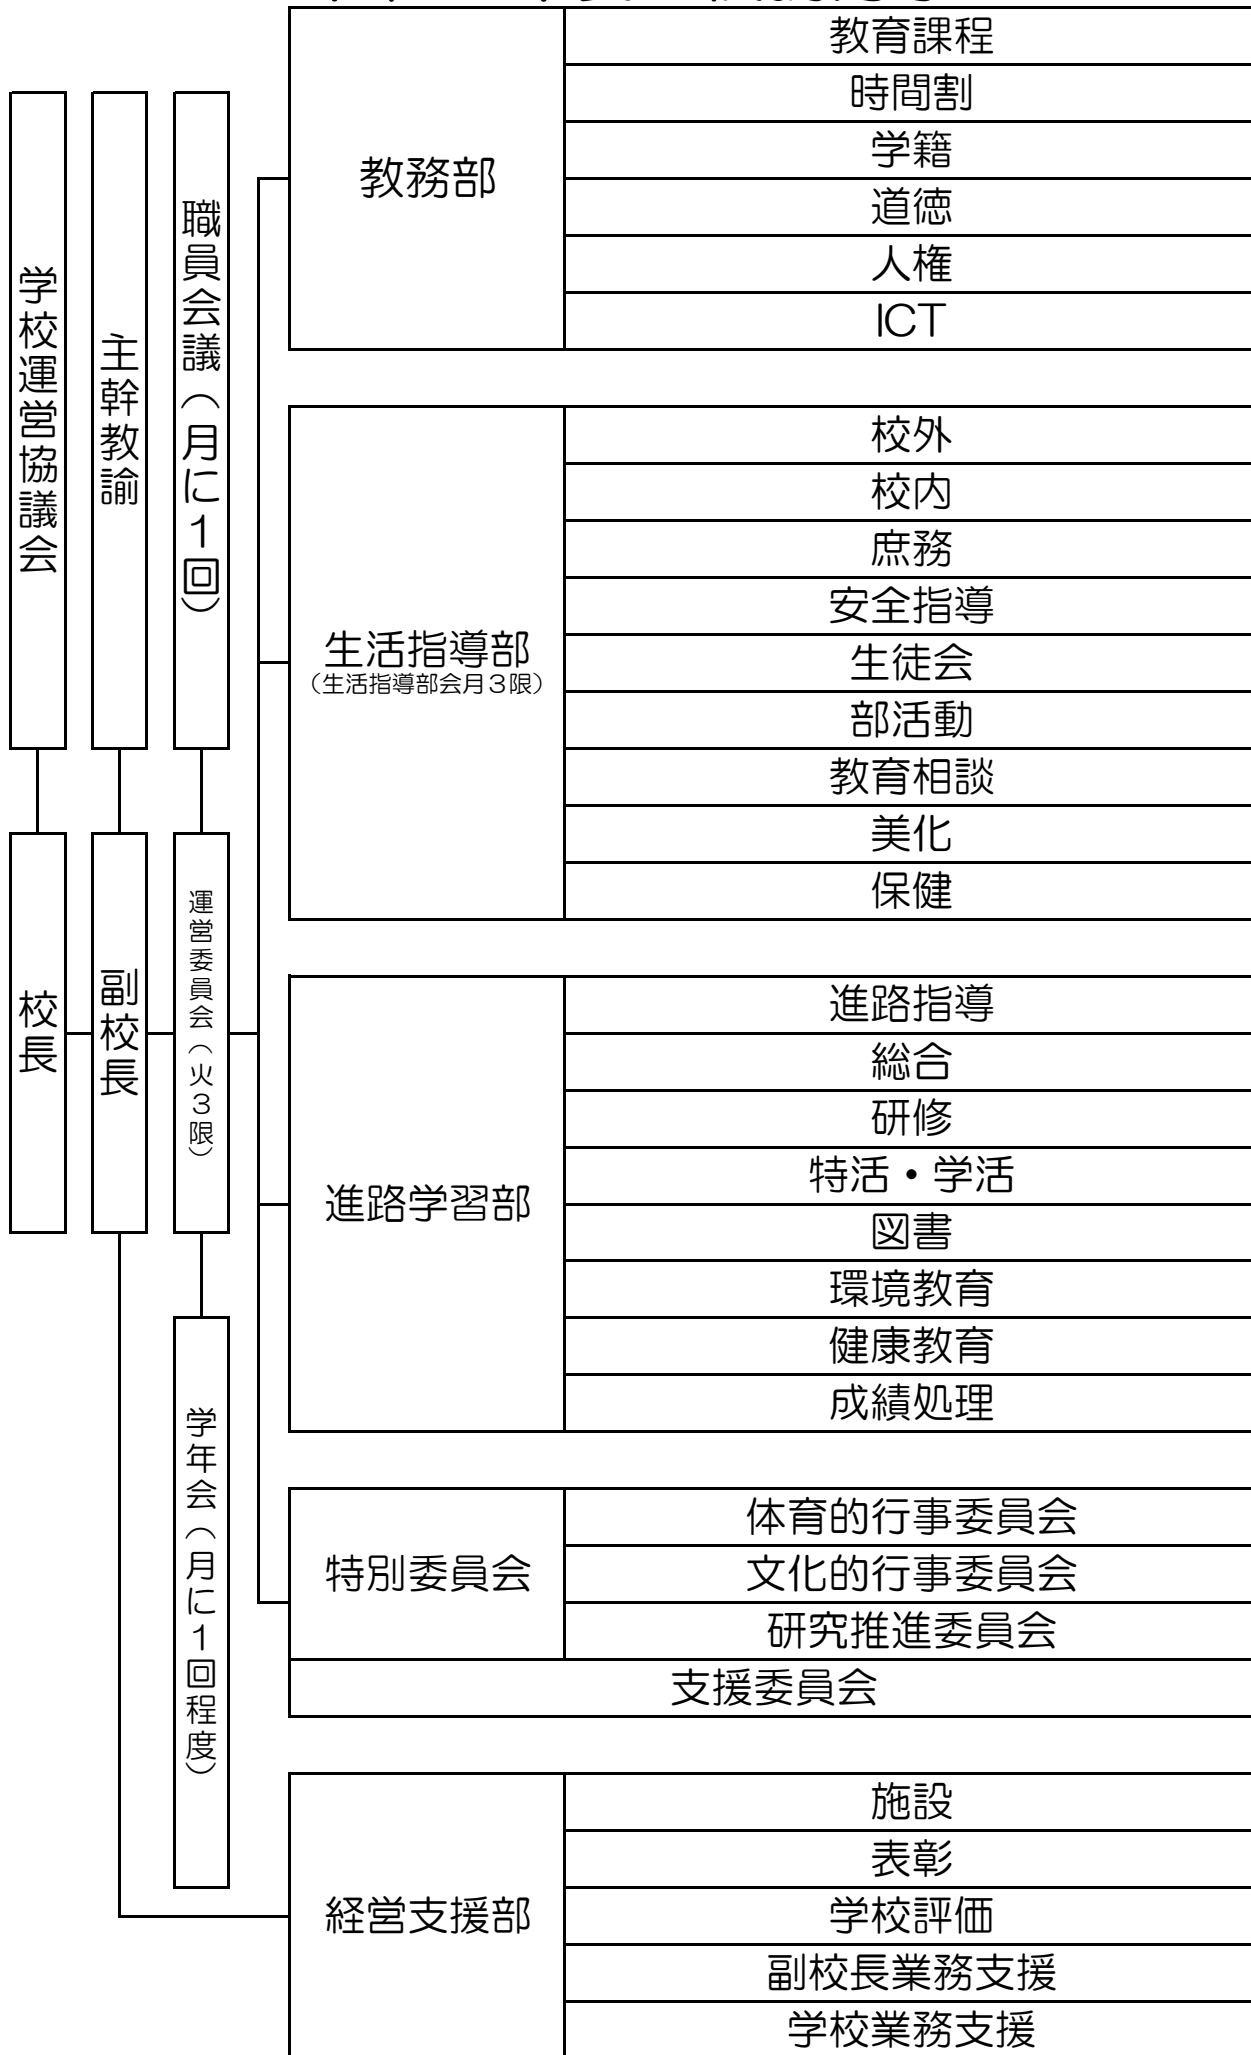 学校運営協議会
主幹教諭
職員会議（月に１回）
校長
副校長
運営委員会（火３限）
学年会（月に１回程度）
教務部
教育課程
時間割
学籍
道徳
人権
ICT
生活指導部
（生活指導部会月３限）
校外
校内
庶務
安全指導
生徒会
部活動
教育相談
美化
保健
進路学習部
進路指導
総合
研修
特活・学活
図書
環境教育
健康教育
成績処理
特別委員会
体育的行事委員会
文化的行事委員会
研究推進委員会
支援委員会
経営支援部
施設
表彰
学校評価
副校長業務支援
学校業務支援